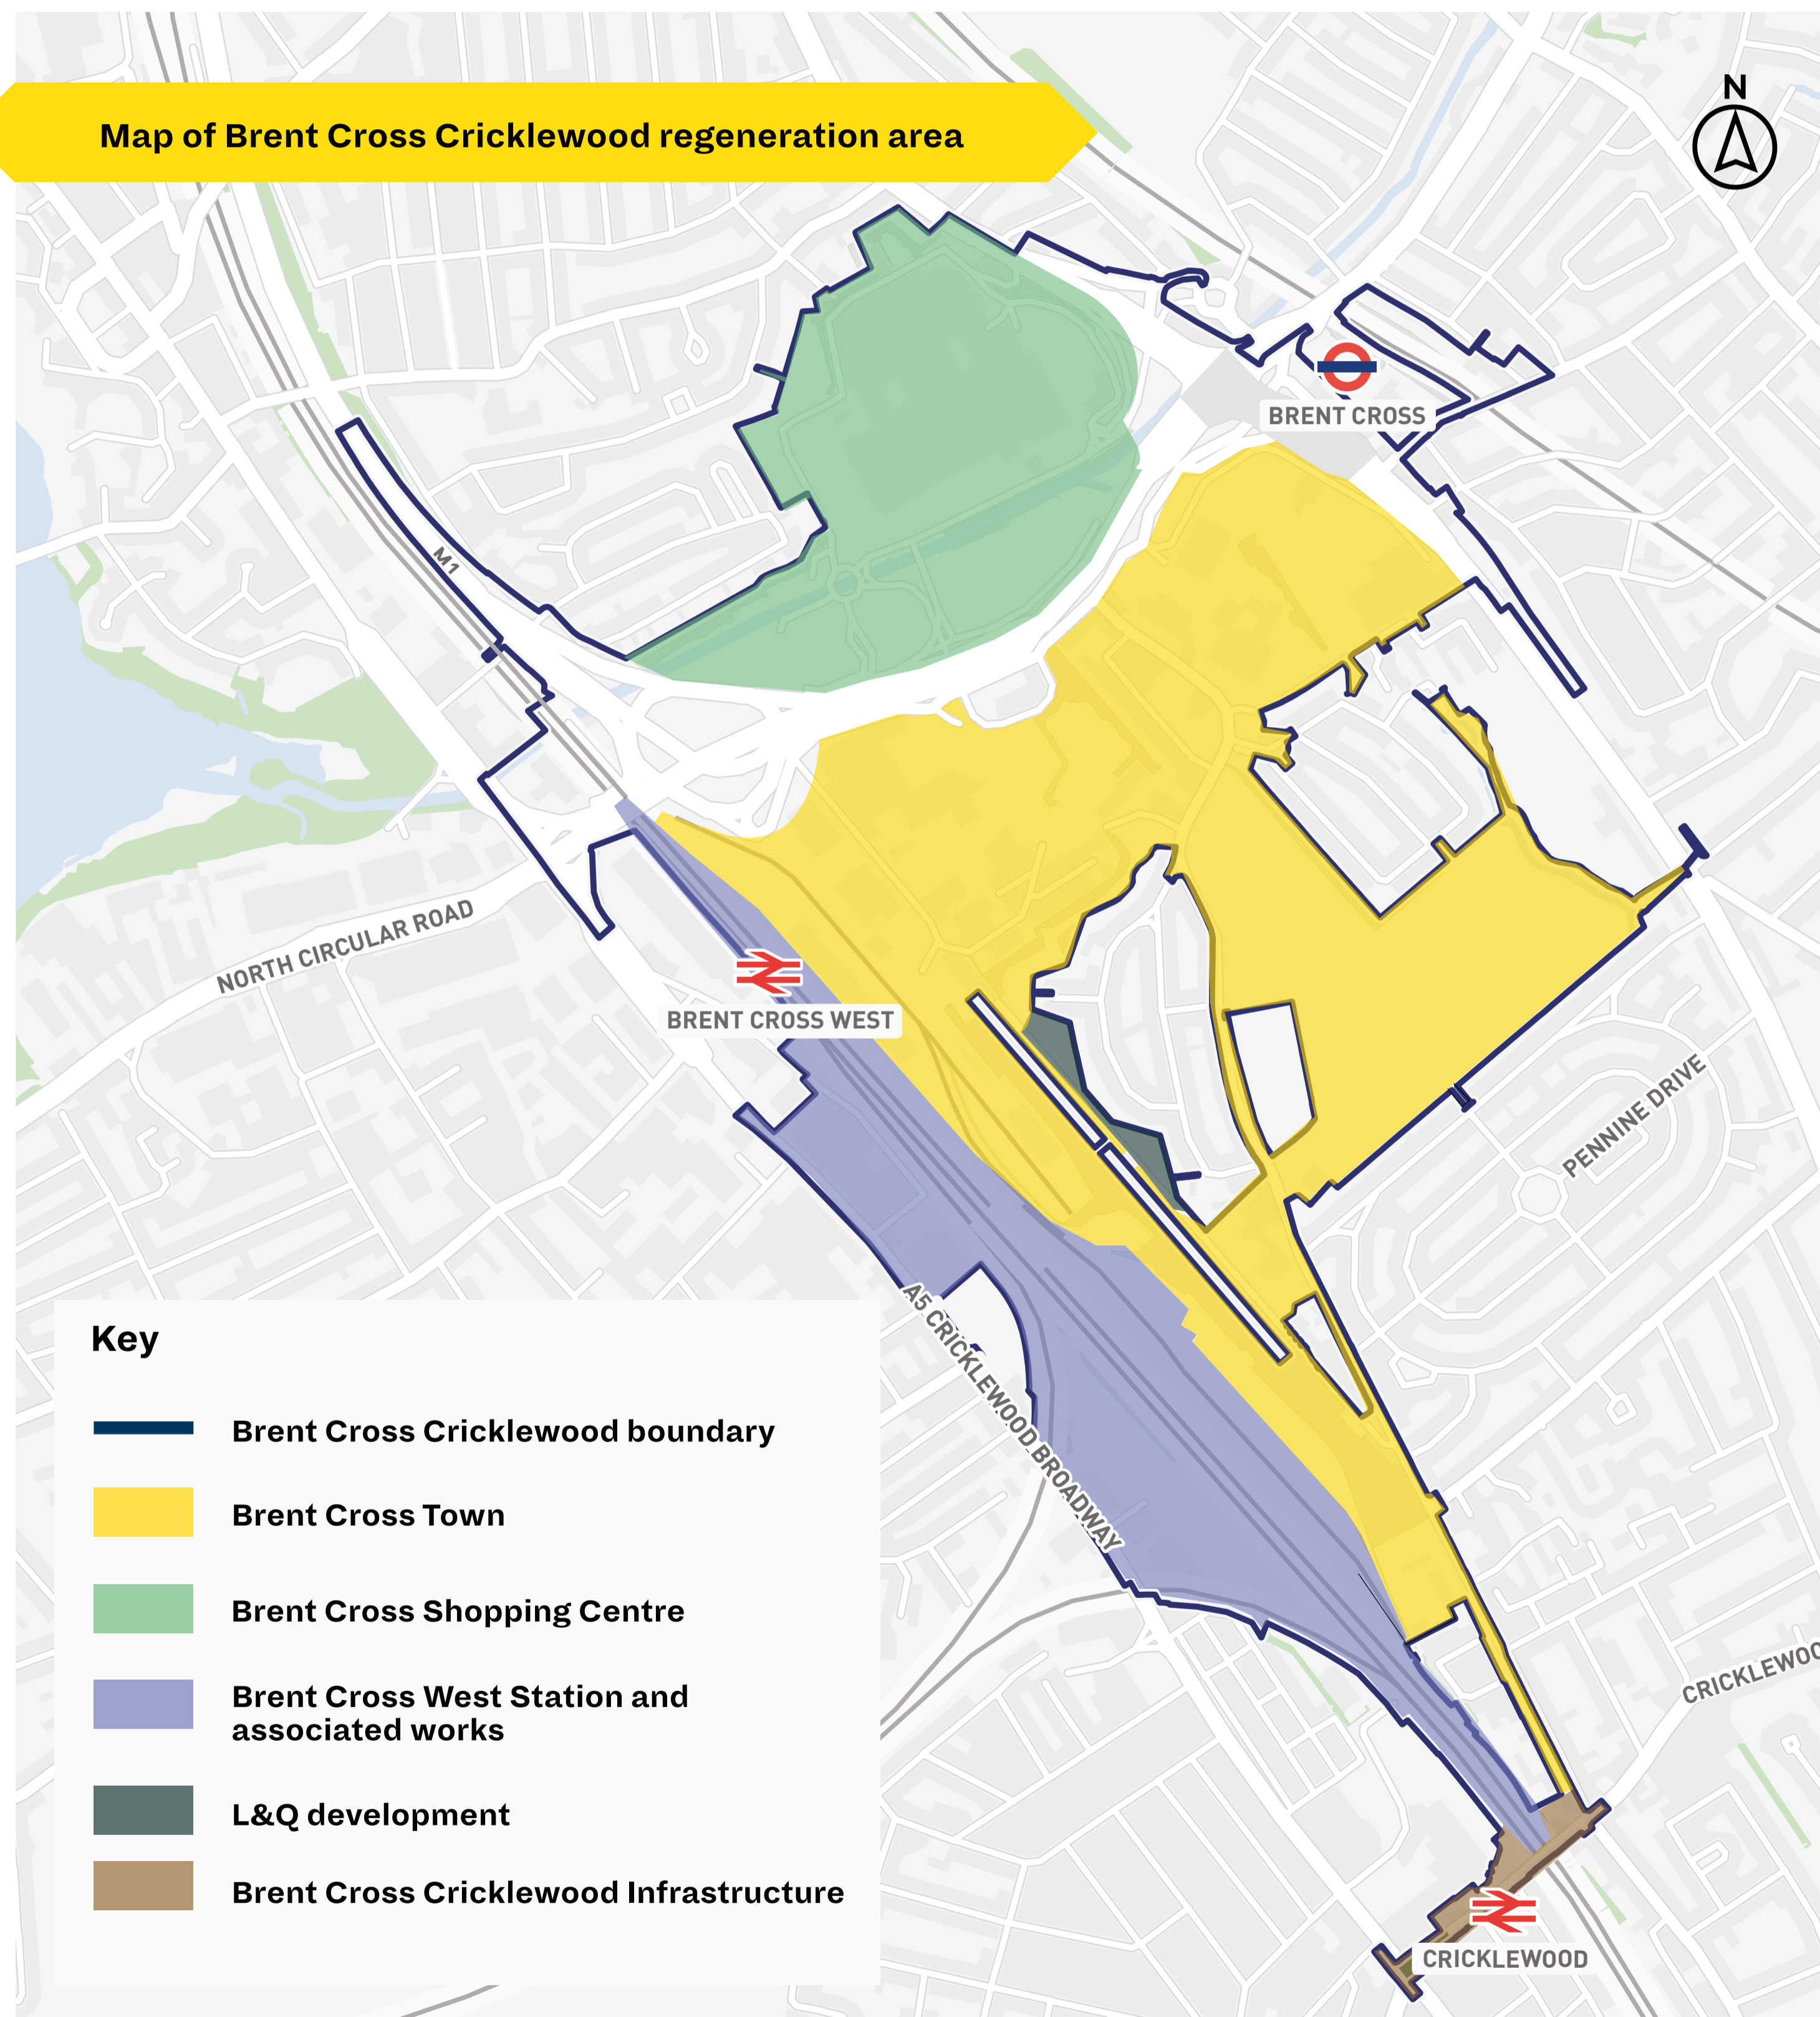 Map of Brent Cross Cricklewood regeneration area
N
BRENT CROSS
M1
NORTH CIRCULAR ROAD
BRENT CROSS WEST
PENNINE DRIVE
A5 CRICKLEWOOD BROADWAY
Key
Brent Cross Cricklewood boundary
Brent Cross Town
Brent Cross Shopping Centre
Brent Cross West Station and
associated works
L&Q development
Brent Cross Cricklewood Infrastructure
CRICKLEWOO
CRICKLEWOOD